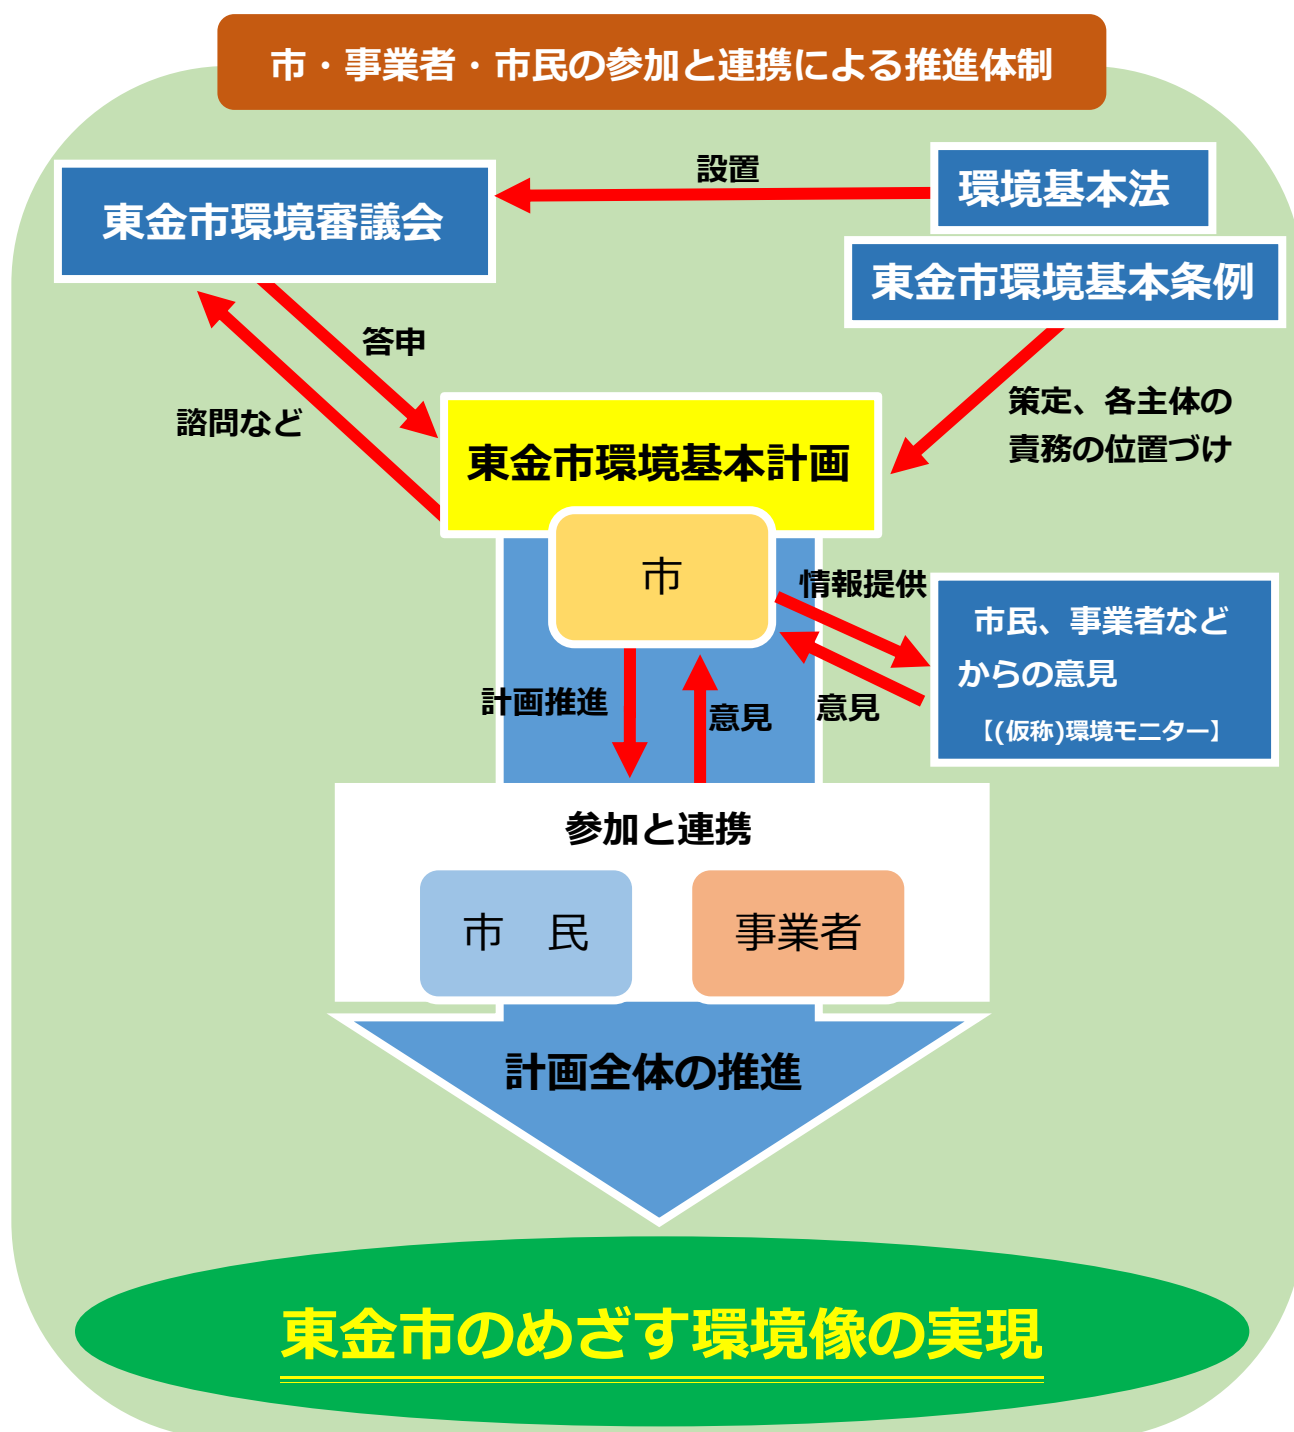 市・事業者・市民の参加と連携による推進体制
設置
環境基本法
東金市環境審議会
東金市環境基本条例
答申
諮問など
策定、各主体の
責務の位置づけ
東金市環境基本計画
市
情報提供
市民、事業者など
からの意見
【(仮称)環境モニター】
計画推進
意見
意見
参加と連携
市　民
事業者
計画全体の推進
東金市のめざす環境像の実現